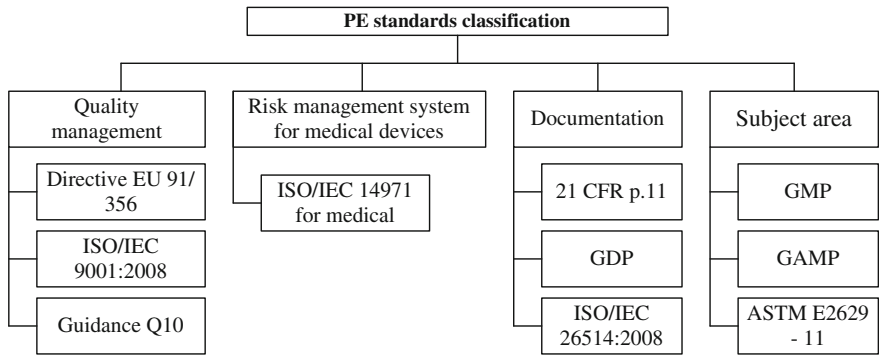 PE standards classification
Quality
management
Risk management system
for medical devices
Documentation
Subject area
Directive EU 91/
356
ISO/IEC
9001:2008
Guidance Q10
ISO/IEC 14971
for medical
21 CFR p.11
GDP
ISO/IEC
26514:2008
GMP
GAMP
ASTM E2629
- 11